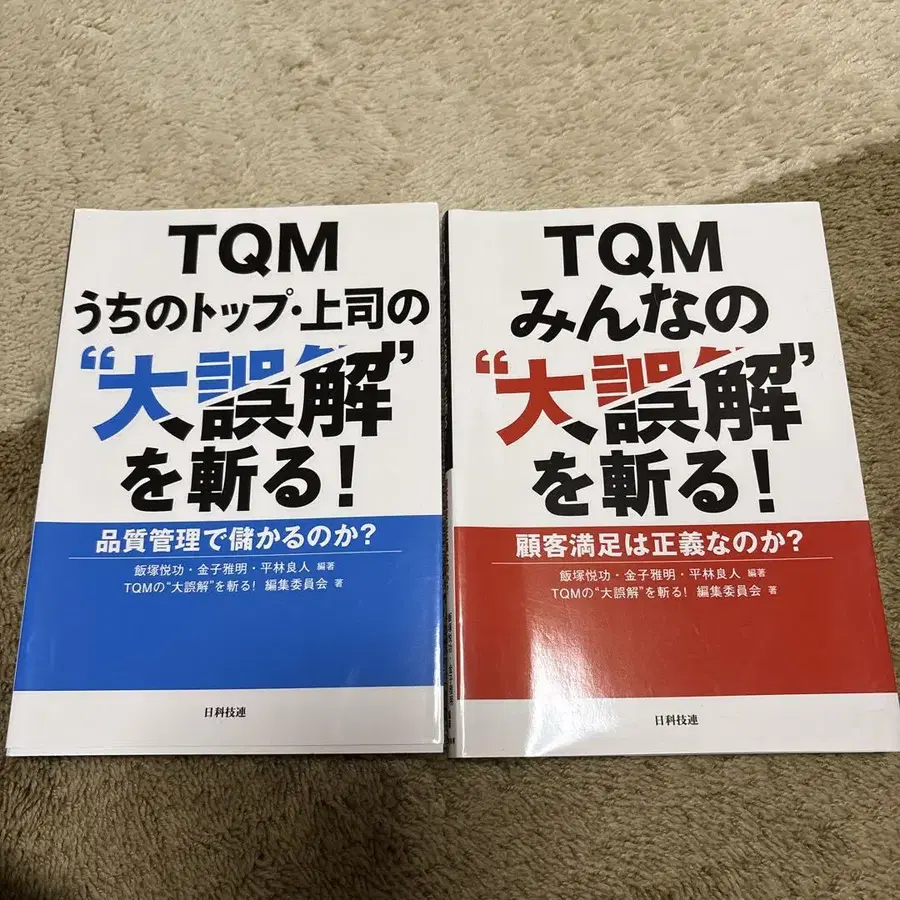 TQM
うちのトップ・上司の
“大誤解”
を斬る!
品質管理で儲かるのか?
飯塚悦功・金子雅明・平林良人 編著
TQMの“大誤解”を斬る! 編集委員会 著
日科技連
TQM
みんなの
“大誤解”
を斬る!
顧客満足は正義なのか?
飯塚悦功・金子雅明・平林良人 編著
TQMの“大誤解”を斬る! 編集委員会 著
日科技連